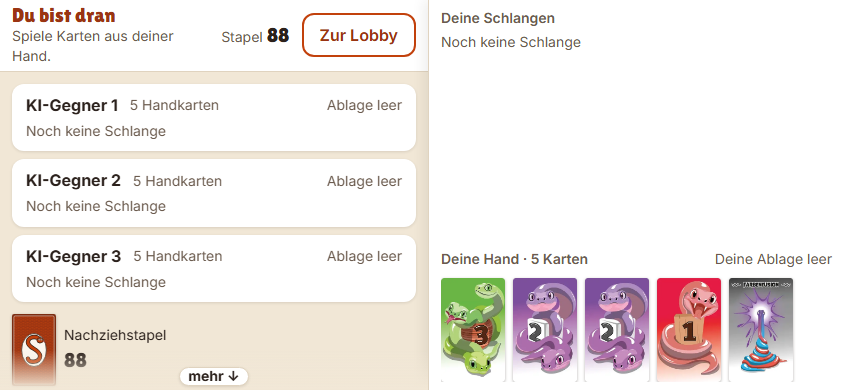 Du bist dran
Spiele Karten aus deiner
Hand.
Stapel 88
Zur Lobby
KI-Gegner 1 5 Handkarten Ablage leer
Noch keine Schlange
KI-Gegner 2 5 Handkarten Ablage leer
Noch keine Schlange
KI-Gegner 3 5 Handkarten Ablage leer
Noch keine Schlange
S
Nachziehstapel
88
mehr ↓
Deine Schlangen
Noch keine Schlange
Deine Hand · 5 Karten Deine Ablage leer
3
2
2
1